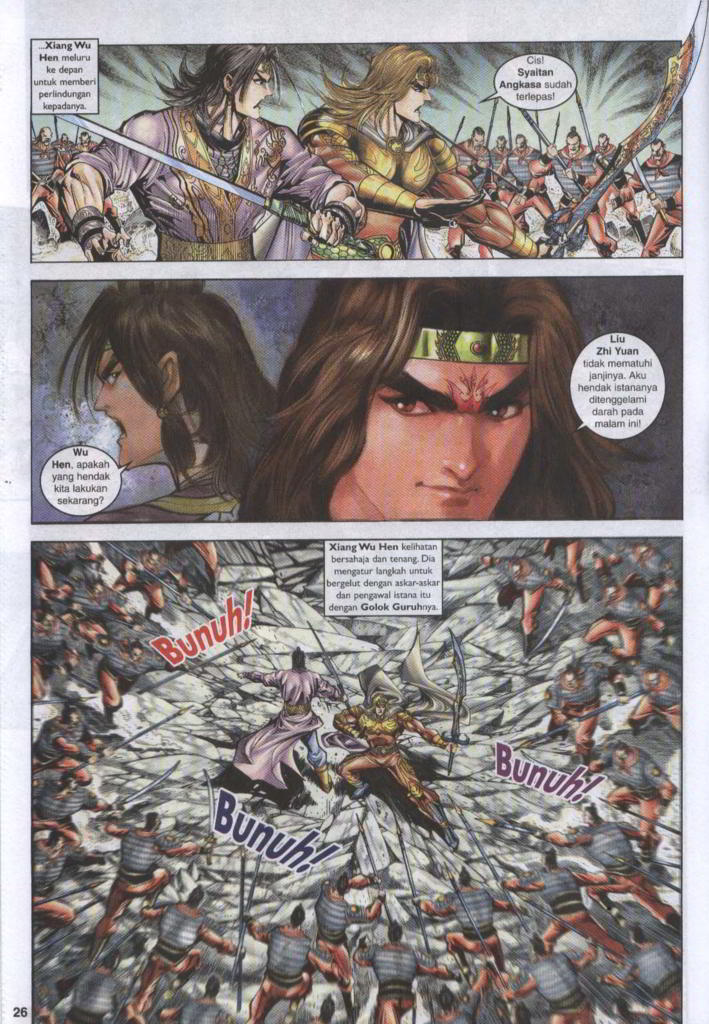 ...Xiang Wu
Hen meluru
ke depan
untuk memberi
perlindungan
kepadanya.
Cis!
Syaitan
Angkasa sudah
terlepas!
Wu
Hen, apakah
yang hendak
kita lakukan
sekarang?
Liu
Zhi Yuan
tidak mematuhi
janjinya. Aku
hendak istananya
ditenggelami
darah pada
malam ini!
Xiang Wu Hen kelihatan
bersahaja dan tenang. Dia
mengatur langkah untuk
bergelut dengan askar-askar
dan pengawal istana itu
dengan Golok Guruhnya.
Bunuh!
Bunuh!
Bunuh!
26